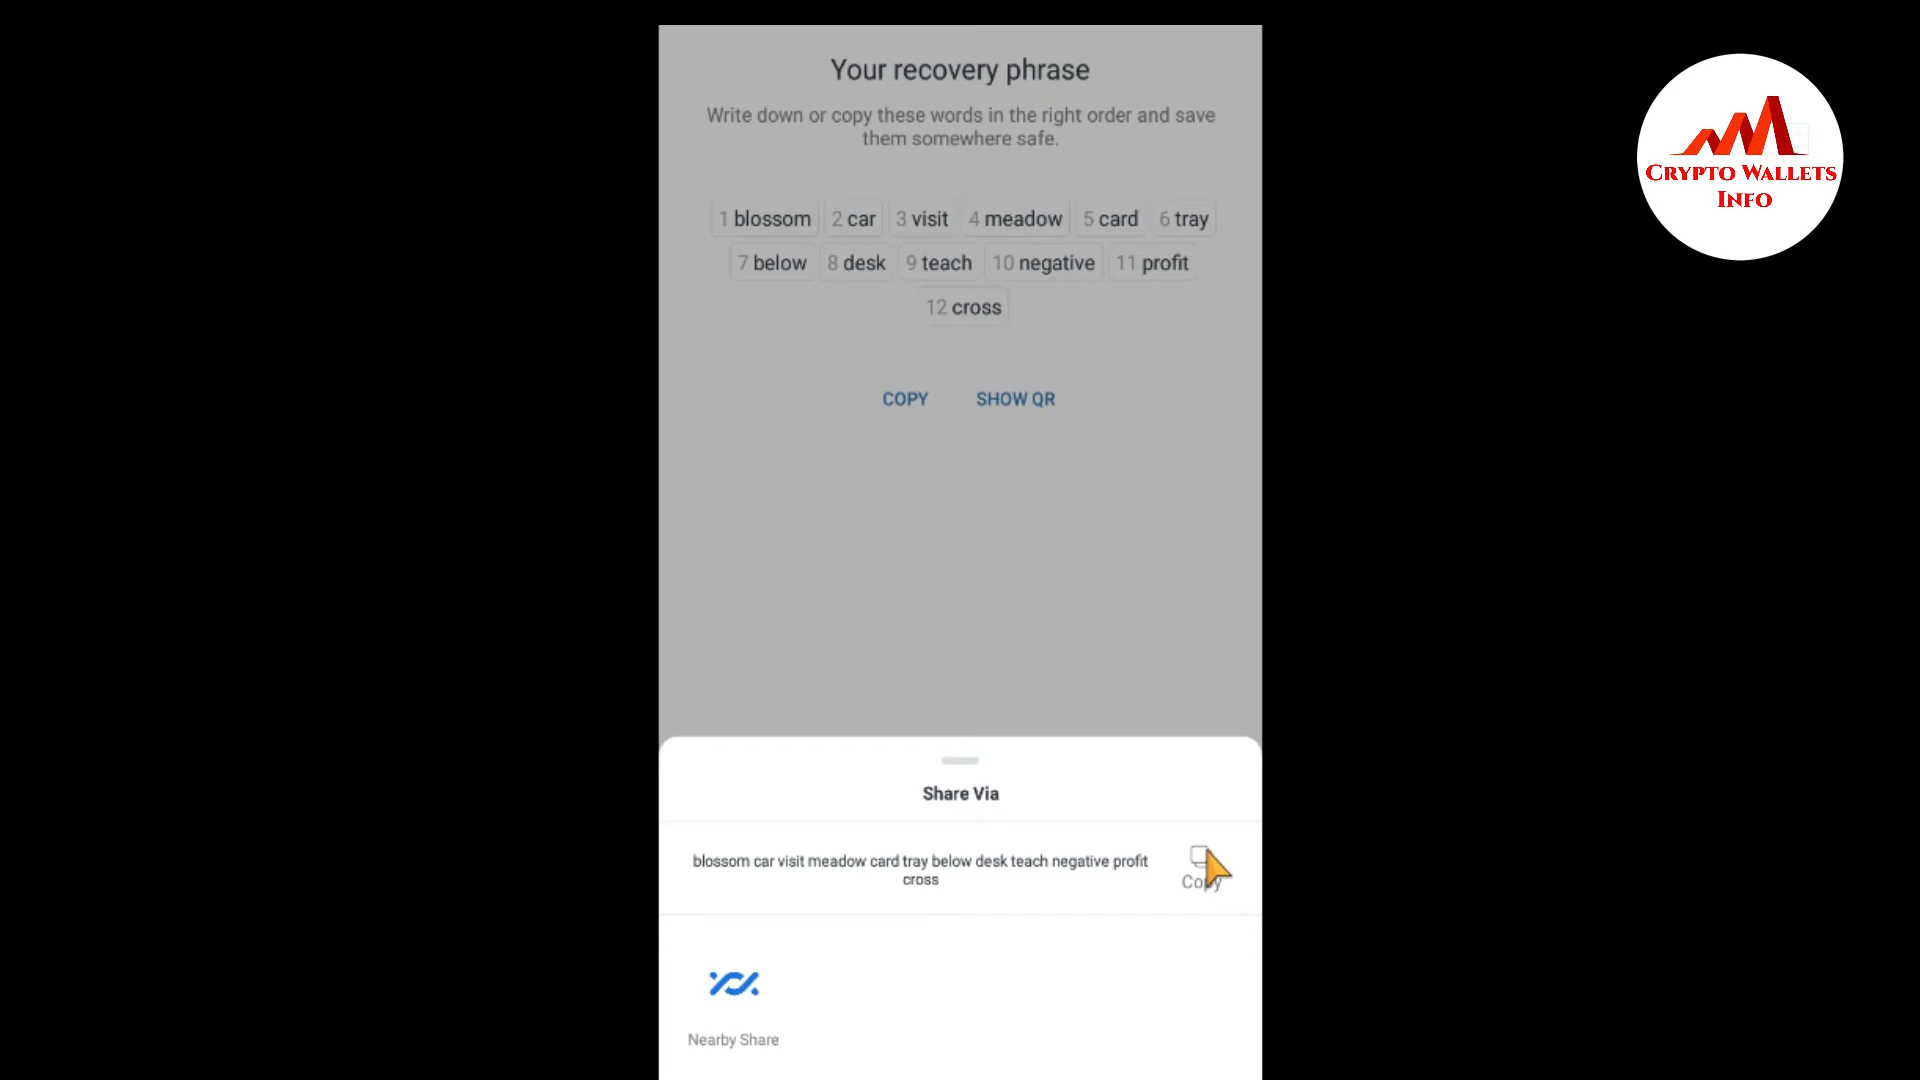 Your recovery phrase
Write down or copy these words in the right order and save
them somewhere safe.
1 blossom 2 car 3 visit 4 meadow 5 card 6 tray
7 below 8 desk 9 teach 10 negative 11 profit
12 cross
COPY SHOW QR
Share Via
blossom car visit meadow card tray below desk teach negative profit
cross
Copy
Nearby Share
Crypto Wallets
Info